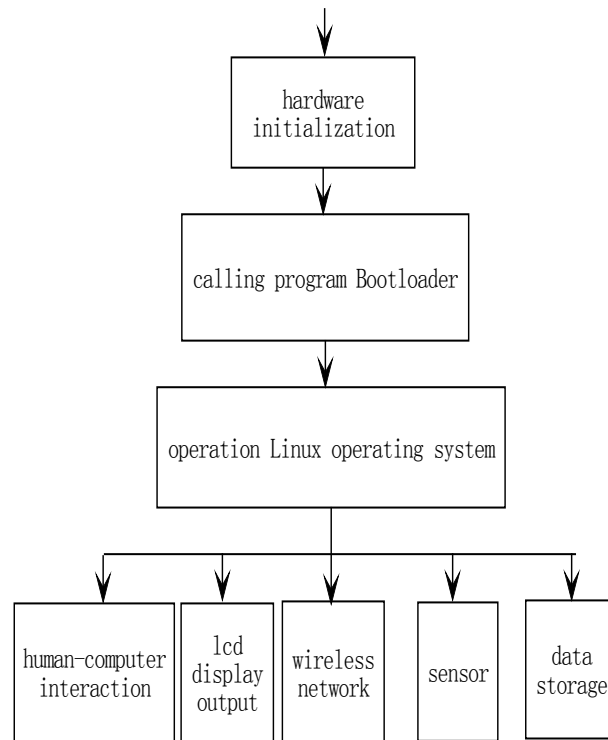 hardware
initialization
calling program Bootloader
operation Linux operating system
human-computer
interaction
lcd
display
output
wireless
network
sensor
data
storage